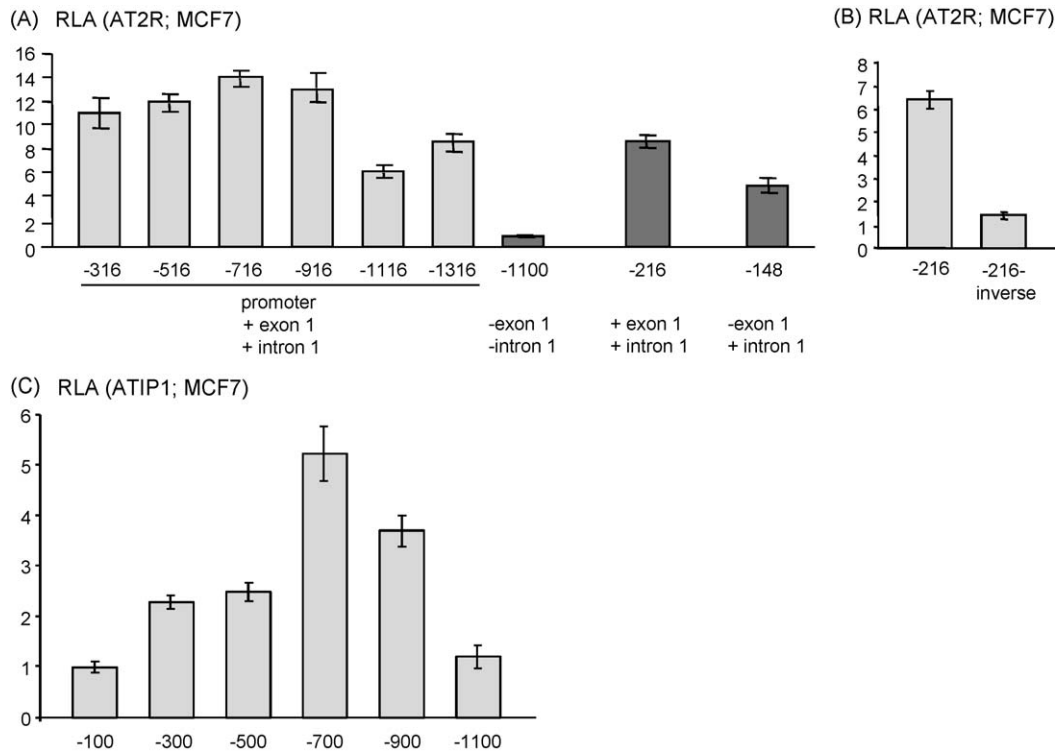 (A) RLA (AT2R; MCF7)
16
14
12
10
8
6
4
2
0
-316 -516 -716 -916 -1116 -1316 -1100 -216 -148
promoter
+ exon 1
+ intron 1
-exon 1
-intron 1
+ exon 1
+ intron 1
-exon 1
+ intron 1
(B) RLA (AT2R; MCF7)
8
7
6
5
4
3
2
1
0
-216 -216-
inverse
(C) RLA (ATIP1; MCF7)
6
5
4
3
2
1
0
-100 -300 -500 -700 -900 -1100